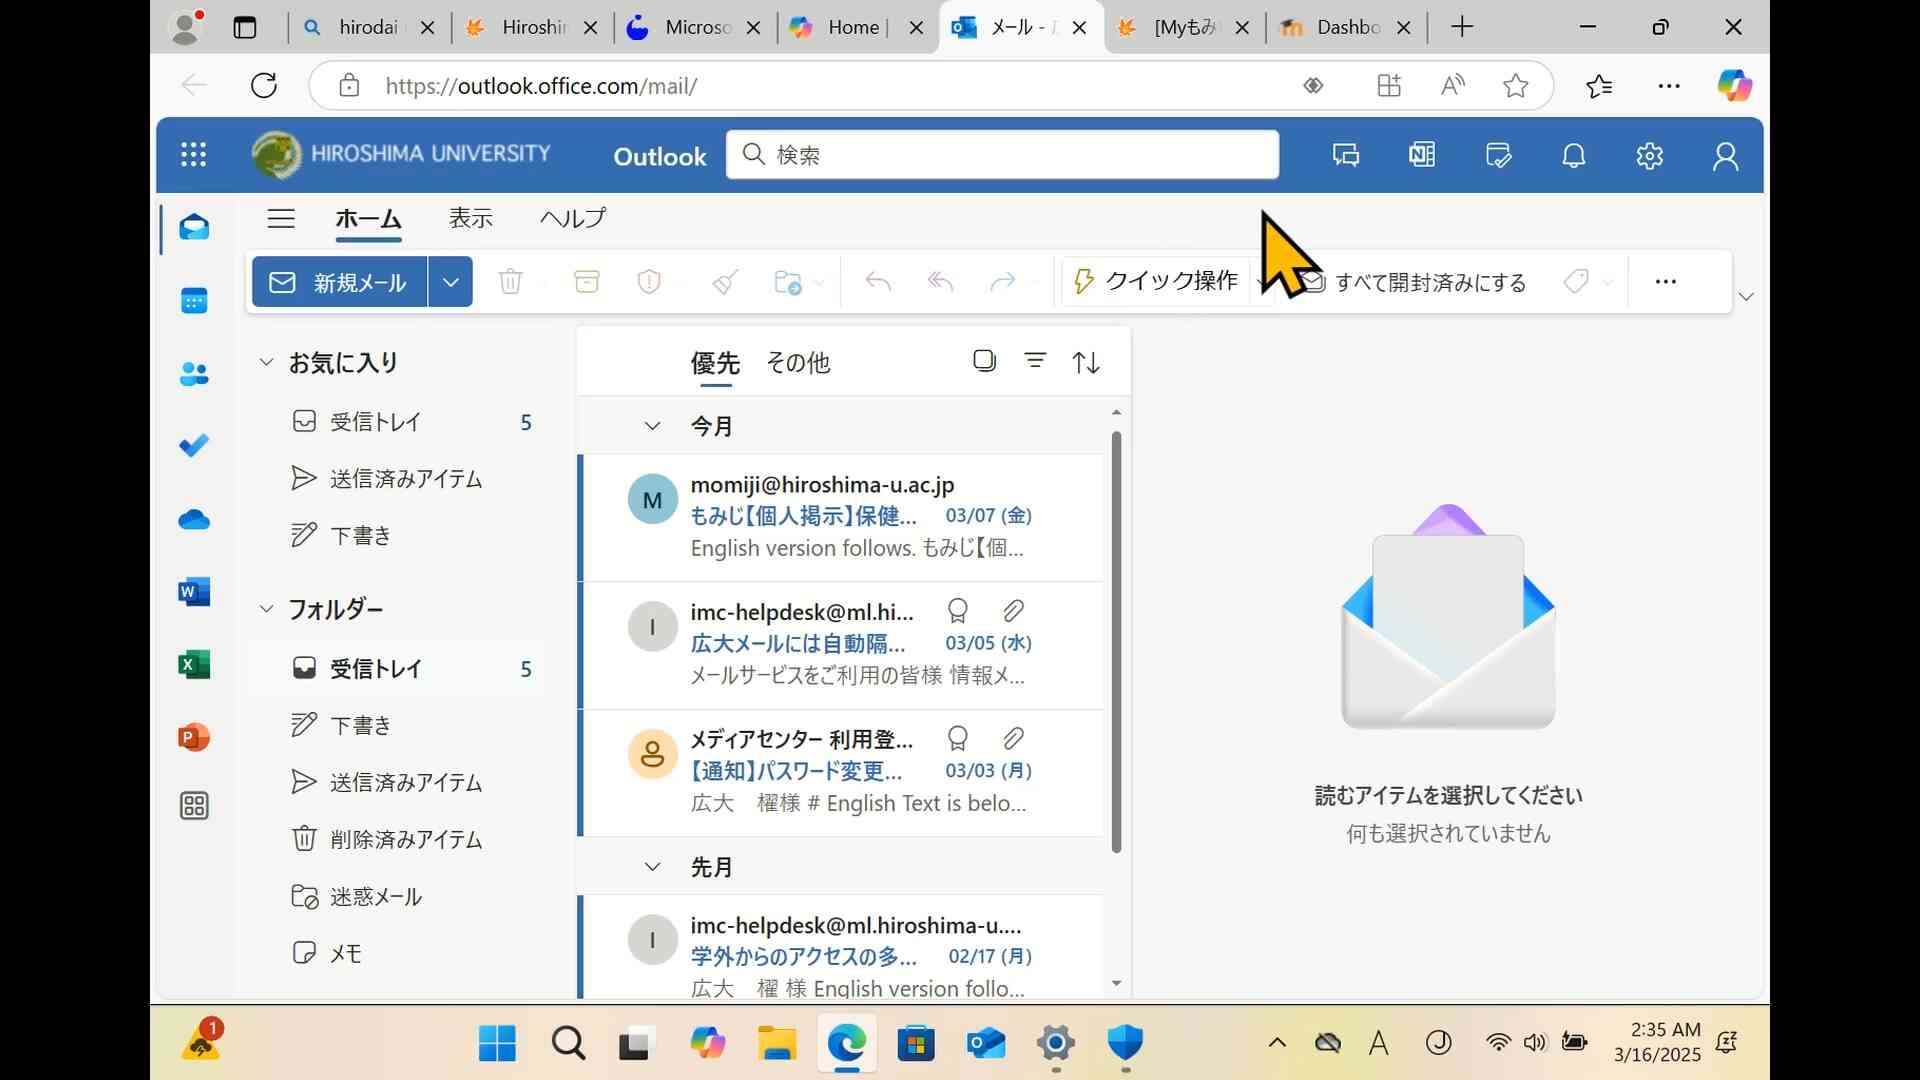 hirodai
Hiroshin
Microso
Home |
メール -
[Myもみ
Dashbo
https://outlook.office.com/mail/
HIROSHIMA UNIVERSITY
Outlook
検索
ホーム
表示
ヘルプ
新規メール
クイック操作
すべて開封済みにする
お気に入り
受信トレイ 5
送信済みアイテム
下書き
フォルダー
受信トレイ 5
下書き
送信済みアイテム
削除済みアイテム
迷惑メール
メモ
優先
その他
今月
M
momiji@hiroshima-u.ac.jp
もみじ【個人掲示】保健... 03/07 (金)
English version follows. もみじ【個...
I
imc-helpdesk@ml.hi...
広大メールには自動隔... 03/05 (水)
メールサービスをご利用の皆様 情報メ...
メディアセンター 利用登...
【通知】パスワード変更... 03/03 (月)
広大 櫂様 # English Text is belo...
先月
I
imc-helpdesk@ml.hiroshima-u....
学外からのアクセスの多... 02/17 (月)
広大 櫂 様 English version follo...
読むアイテムを選択してください
何も選択されていません
1
A
J
2:35 AM
3/16/2025